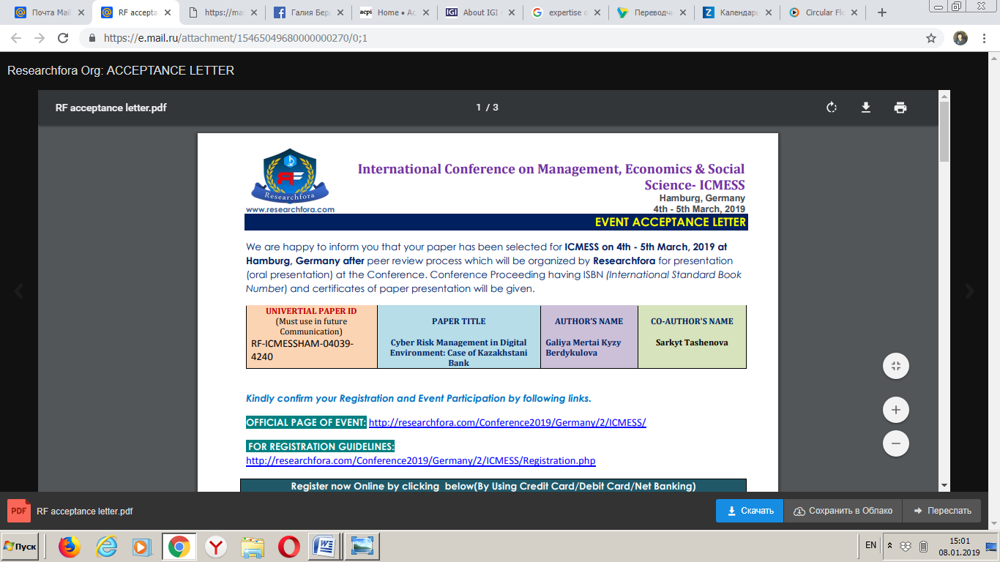 Почта Mail
RF accepta
https://mai
Галия Бер
acpi Home • Ac
IGI About IGI
expertise o
Переводч
Календарь
Circular Flo
https://e.mail.ru/attachment/15465049680000000270/0;1
Researchfora Org: ACCEPTANCE LETTER
RF acceptance letter.pdf
1 / 3
RF
Researchfora
www.researchfora.com
International Conference on Management, Economics & Social
Science- ICMESS
Hamburg, Germany
4th - 5th March, 2019
EVENT ACCEPTANCE LETTER
We are happy to inform you that your paper has been selected for ICMESS on 4th - 5th March, 2019 at
Hamburg, Germany after peer review process which will be organized by Researchfora for presentation
(oral presentation) at the Conference. Conference Proceeding having ISBN (International Standard Book
Number) and certificates of paper presentation will be given.
UNIVERTIAL PAPER ID
(Must use in future
Communication)
RF-ICMESSHAM-04039-
4240
PAPER TITLE
Cyber Risk Management in Digital
Environment: Case of Kazakhstani
Bank
AUTHOR'S NAME
Galiya Mertai Kyzy
Berdykulova
CO-AUTHOR'S NAME
Sarkyt Tashenova
Kindly confirm your Registration and Event Participation by following links.
OFFICIAL PAGE OF EVENT: http://researchfora.com/Conference2019/Germany/2/ICMESS/
FOR REGISTRATION GUIDELINES:
http://researchfora.com/Conference2019/Germany/2/ICMESS/Registration.php
Register now Online by clicking below(By Using Credit Card/Debit Card/Net Banking)
PDF
RF acceptance letter.pdf
Скачать
Сохранить в Облако
Переслать
Пуск
EN
15:01
08.01.2019